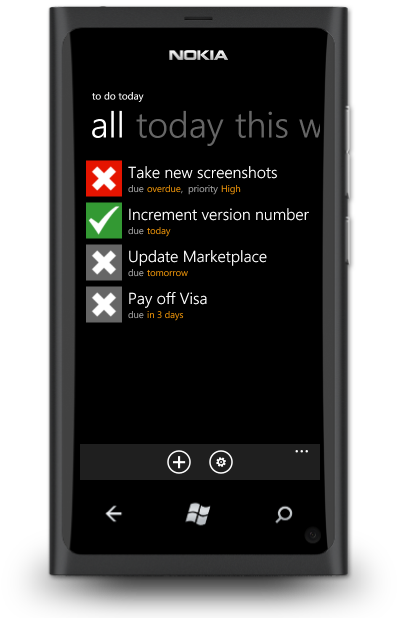 NOKIA
to do today
all today this w
Take new screenshots
due overdue, priority High
Increment version number
due today
Update Marketplace
due tomorrow
Pay off Visa
due in 3 days